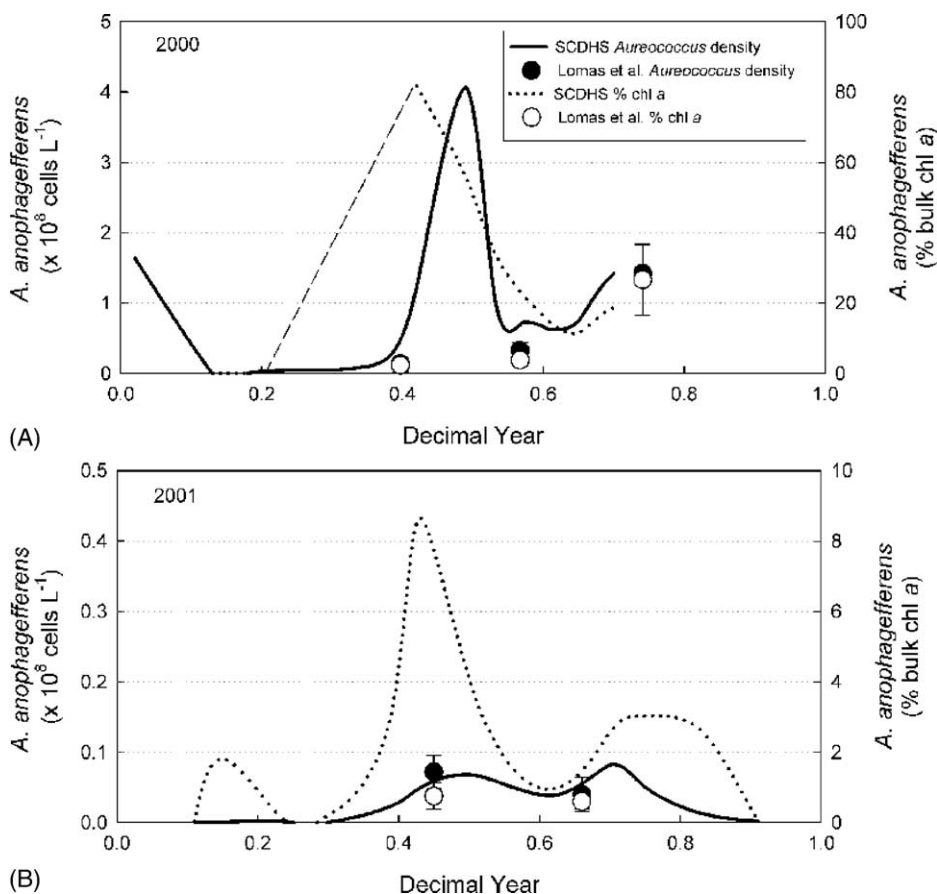 2000
SCDHS Aureococcus density
Lomas et al. Aureococcus density
SCDHS % chl a
Lomas et al. % chl a
A. anophagefferens
(x 10⁸ cells L⁻¹)
5
4
3
2
1
0
100
80
60
40
20
0
A. anophagefferens
(% bulk chl a)
0.0 0.2 0.4 0.6 0.8 1.0
Decimal Year
(A)
2001
A. anophagefferens
(x 10⁸ cells L⁻¹)
0.5
0.4
0.3
0.2
0.1
0.0
10
8
6
4
2
0
A. anophagefferens
(% bulk chl a)
0.0 0.2 0.4 0.6 0.8 1.0
Decimal Year
(B)